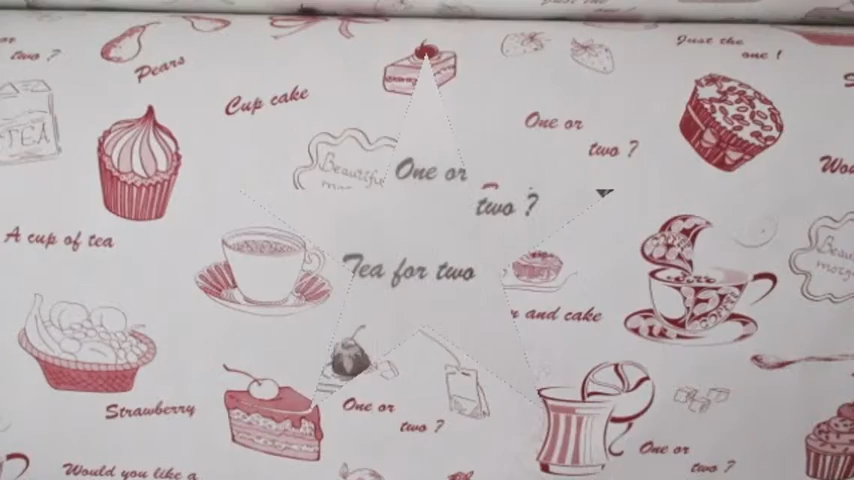 two ?
Pears
Cup cake
Just the
one !
One or
two ?
TEA
Beautiful
One or
two ?
A cup of tea
Tea for two
and cake
Strawberry
One or
two ?
One or
two ?
Would you like a